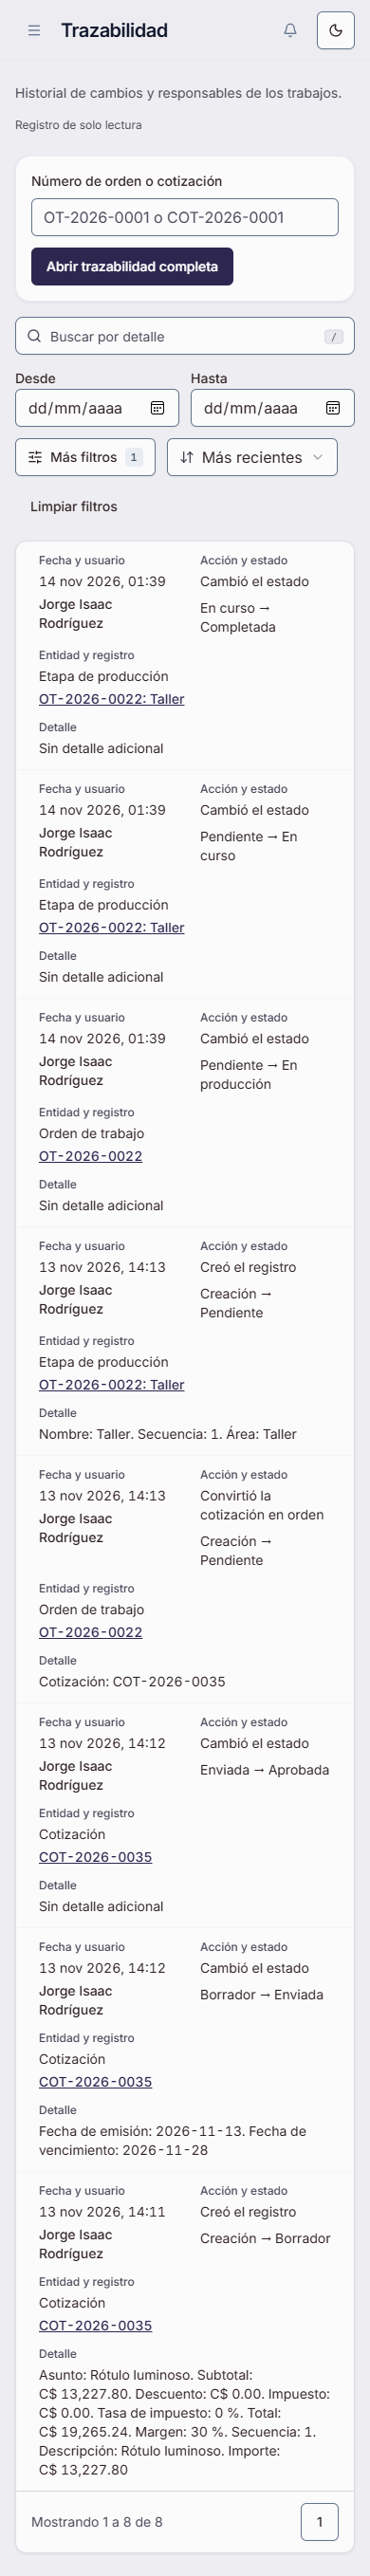 Trazabilidad
Historial de cambios y responsables de los trabajos.
Registro de solo lectura
Número de orden o cotización
OT-2026-0001 o COT-2026-0001
Abrir trazabilidad completa
Buscar por detalle /
Desde Hasta
dd/mm/aaaa dd/mm/aaaa
Más filtros 1 Más recientes
Limpiar filtros
Fecha y usuario
14 nov 2026, 01:39
Jorge Isaac
Rodríguez
Acción y estado
Cambió el estado
En curso →
Completada
Entidad y registro
Etapa de producción
OT-2026-0022: Taller
Detalle
Sin detalle adicional
Fecha y usuario
14 nov 2026, 01:39
Jorge Isaac
Rodríguez
Acción y estado
Cambió el estado
Pendiente → En
curso
Entidad y registro
Etapa de producción
OT-2026-0022: Taller
Detalle
Sin detalle adicional
Fecha y usuario
14 nov 2026, 01:39
Jorge Isaac
Rodríguez
Acción y estado
Cambió el estado
Pendiente → En
producción
Entidad y registro
Orden de trabajo
OT-2026-0022
Detalle
Sin detalle adicional
Fecha y usuario
13 nov 2026, 14:13
Jorge Isaac
Rodríguez
Acción y estado
Creó el registro
Creación →
Pendiente
Entidad y registro
Etapa de producción
OT-2026-0022: Taller
Detalle
Nombre: Taller. Secuencia: 1. Área: Taller
Fecha y usuario
13 nov 2026, 14:13
Jorge Isaac
Rodríguez
Acción y estado
Convirtió la
cotización en orden
Creación →
Pendiente
Entidad y registro
Orden de trabajo
OT-2026-0022
Detalle
Cotización: COT-2026-0035
Fecha y usuario
13 nov 2026, 14:12
Jorge Isaac
Rodríguez
Acción y estado
Cambió el estado
Enviada → Aprobada
Entidad y registro
Cotización
COT-2026-0035
Detalle
Sin detalle adicional
Fecha y usuario
13 nov 2026, 14:12
Jorge Isaac
Rodríguez
Acción y estado
Cambió el estado
Borrador → Enviada
Entidad y registro
Cotización
COT-2026-0035
Detalle
Fecha de emisión: 2026-11-13. Fecha de
vencimiento: 2026-11-28
Fecha y usuario
13 nov 2026, 14:11
Jorge Isaac
Rodríguez
Acción y estado
Creó el registro
Creación → Borrador
Entidad y registro
Cotización
COT-2026-0035
Detalle
Asunto: Rótulo luminoso. Subtotal:
C$ 13,227.80. Descuento: C$ 0.00. Impuesto:
C$ 0.00. Tasa de impuesto: 0 %. Total:
C$ 19,265.24. Margen: 30 %. Secuencia: 1.
Descripción: Rótulo luminoso. Importe:
C$ 13,227.80
Mostrando 1 a 8 de 8 1